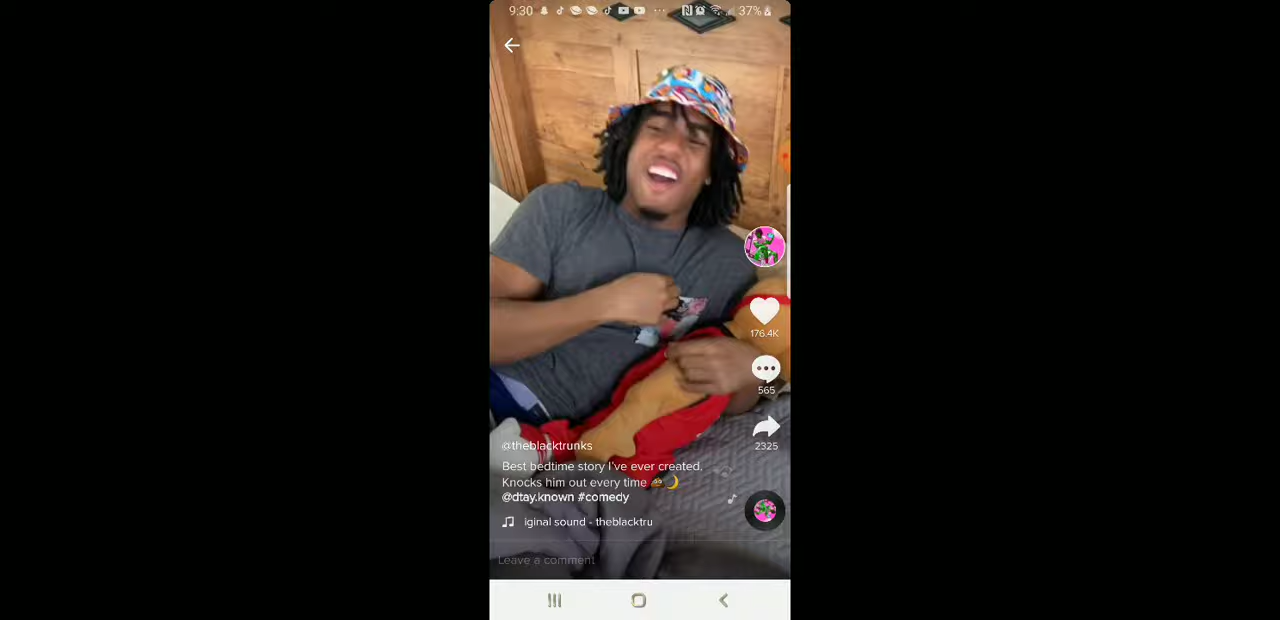 9:30
37%
176.4K
565
2325
@theblacktrunks
Best bedtime story I've ever created.
Knocks him out every time
@dtay.known #comedy
iginal sound - theblacktru
Leave a comment